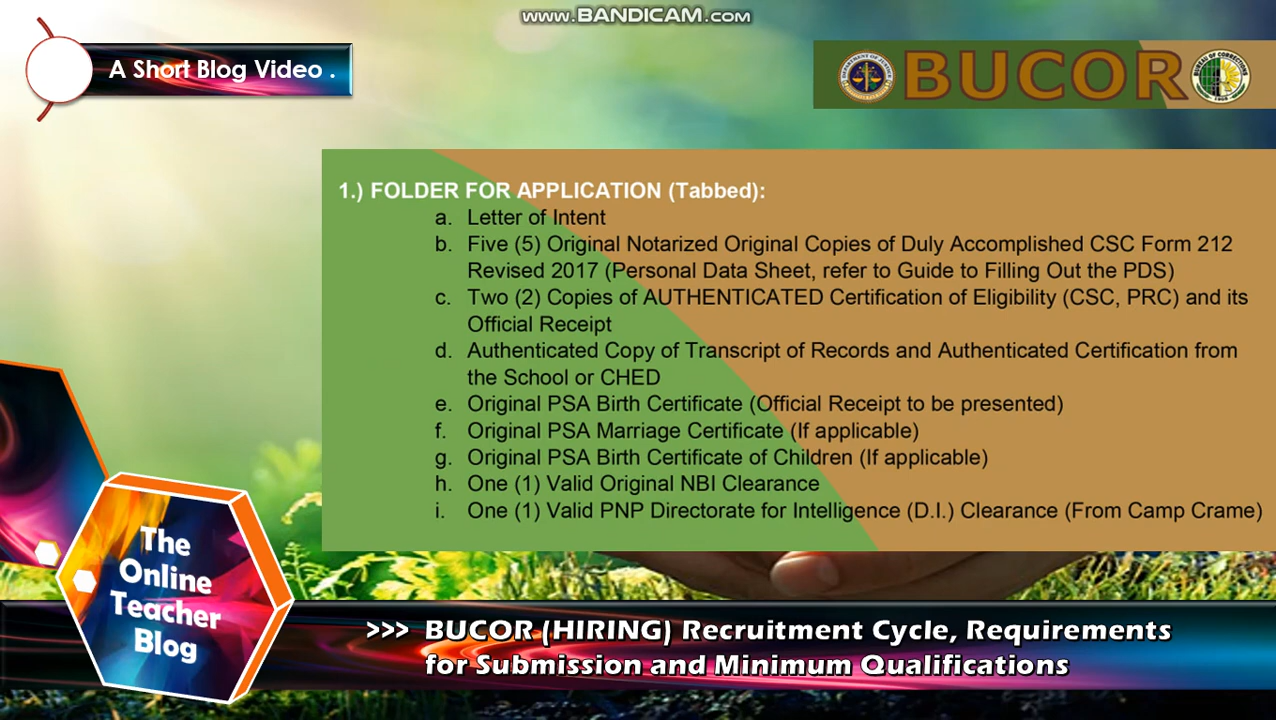 www.BANDICAM.com
A Short Blog Video .
BUCOR
1.) FOLDER FOR APPLICATION (Tabbed):
a. Letter of Intent
b. Five (5) Original Notarized Original Copies of Duly Accomplished CSC Form 212
Revised 2017 (Personal Data Sheet, refer to Guide to Filling Out the PDS)
c. Two (2) Copies of AUTHENTICATED Certification of Eligibility (CSC, PRC) and its
Official Receipt
d. Authenticated Copy of Transcript of Records and Authenticated Certification from
the School or CHED
e. Original PSA Birth Certificate (Official Receipt to be presented)
f. Original PSA Marriage Certificate (If applicable)
g. Original PSA Birth Certificate of Children (If applicable)
h. One (1) Valid Original NBI Clearance
i. One (1) Valid PNP Directorate for Intelligence (D.I.) Clearance (From Camp Crame)
The
Online
Teacher
Blog
>>> BUCOR (HIRING) Recruitment Cycle, Requirements
for Submission and Minimum Qualifications